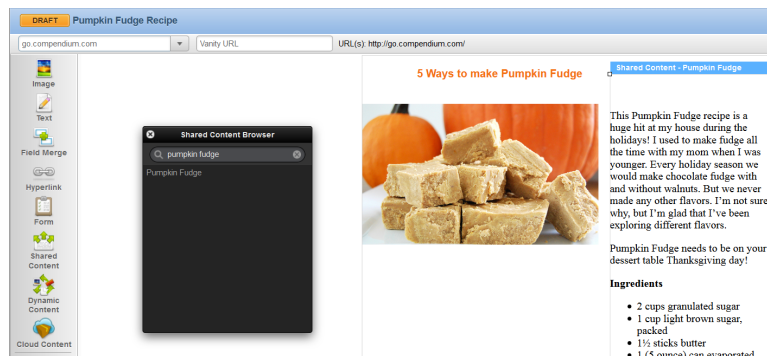 DRAFT Pumpkin Fudge Recipe
go.compendium.com Vanity URL URL(s): http://go.compendium.com/
Image
Text
Field Merge
Hyperlink
Form
Shared
Content
Dynamic
Content
Cloud Content
Shared Content Browser
pumpkin fudge
Pumpkin Fudge
5 Ways to make Pumpkin Fudge
Shared Content - Pumpkin Fudge
This Pumpkin Fudge recipe is a
huge hit at my house during the
holidays! I used to make fudge all
the time with my mom when I was
younger. Every holiday season we
would make chocolate fudge with
and without walnuts. But we never
made any other flavors. I'm not sure
why, but I'm glad that I've been
exploring different flavors.
Pumpkin Fudge needs to be on your
dessert table Thanksgiving day!
Ingredients
• 2 cups granulated sugar
• 1 cup light brown sugar,
packed
• 1½ sticks butter
• 1 (5 ounce) can evaporated